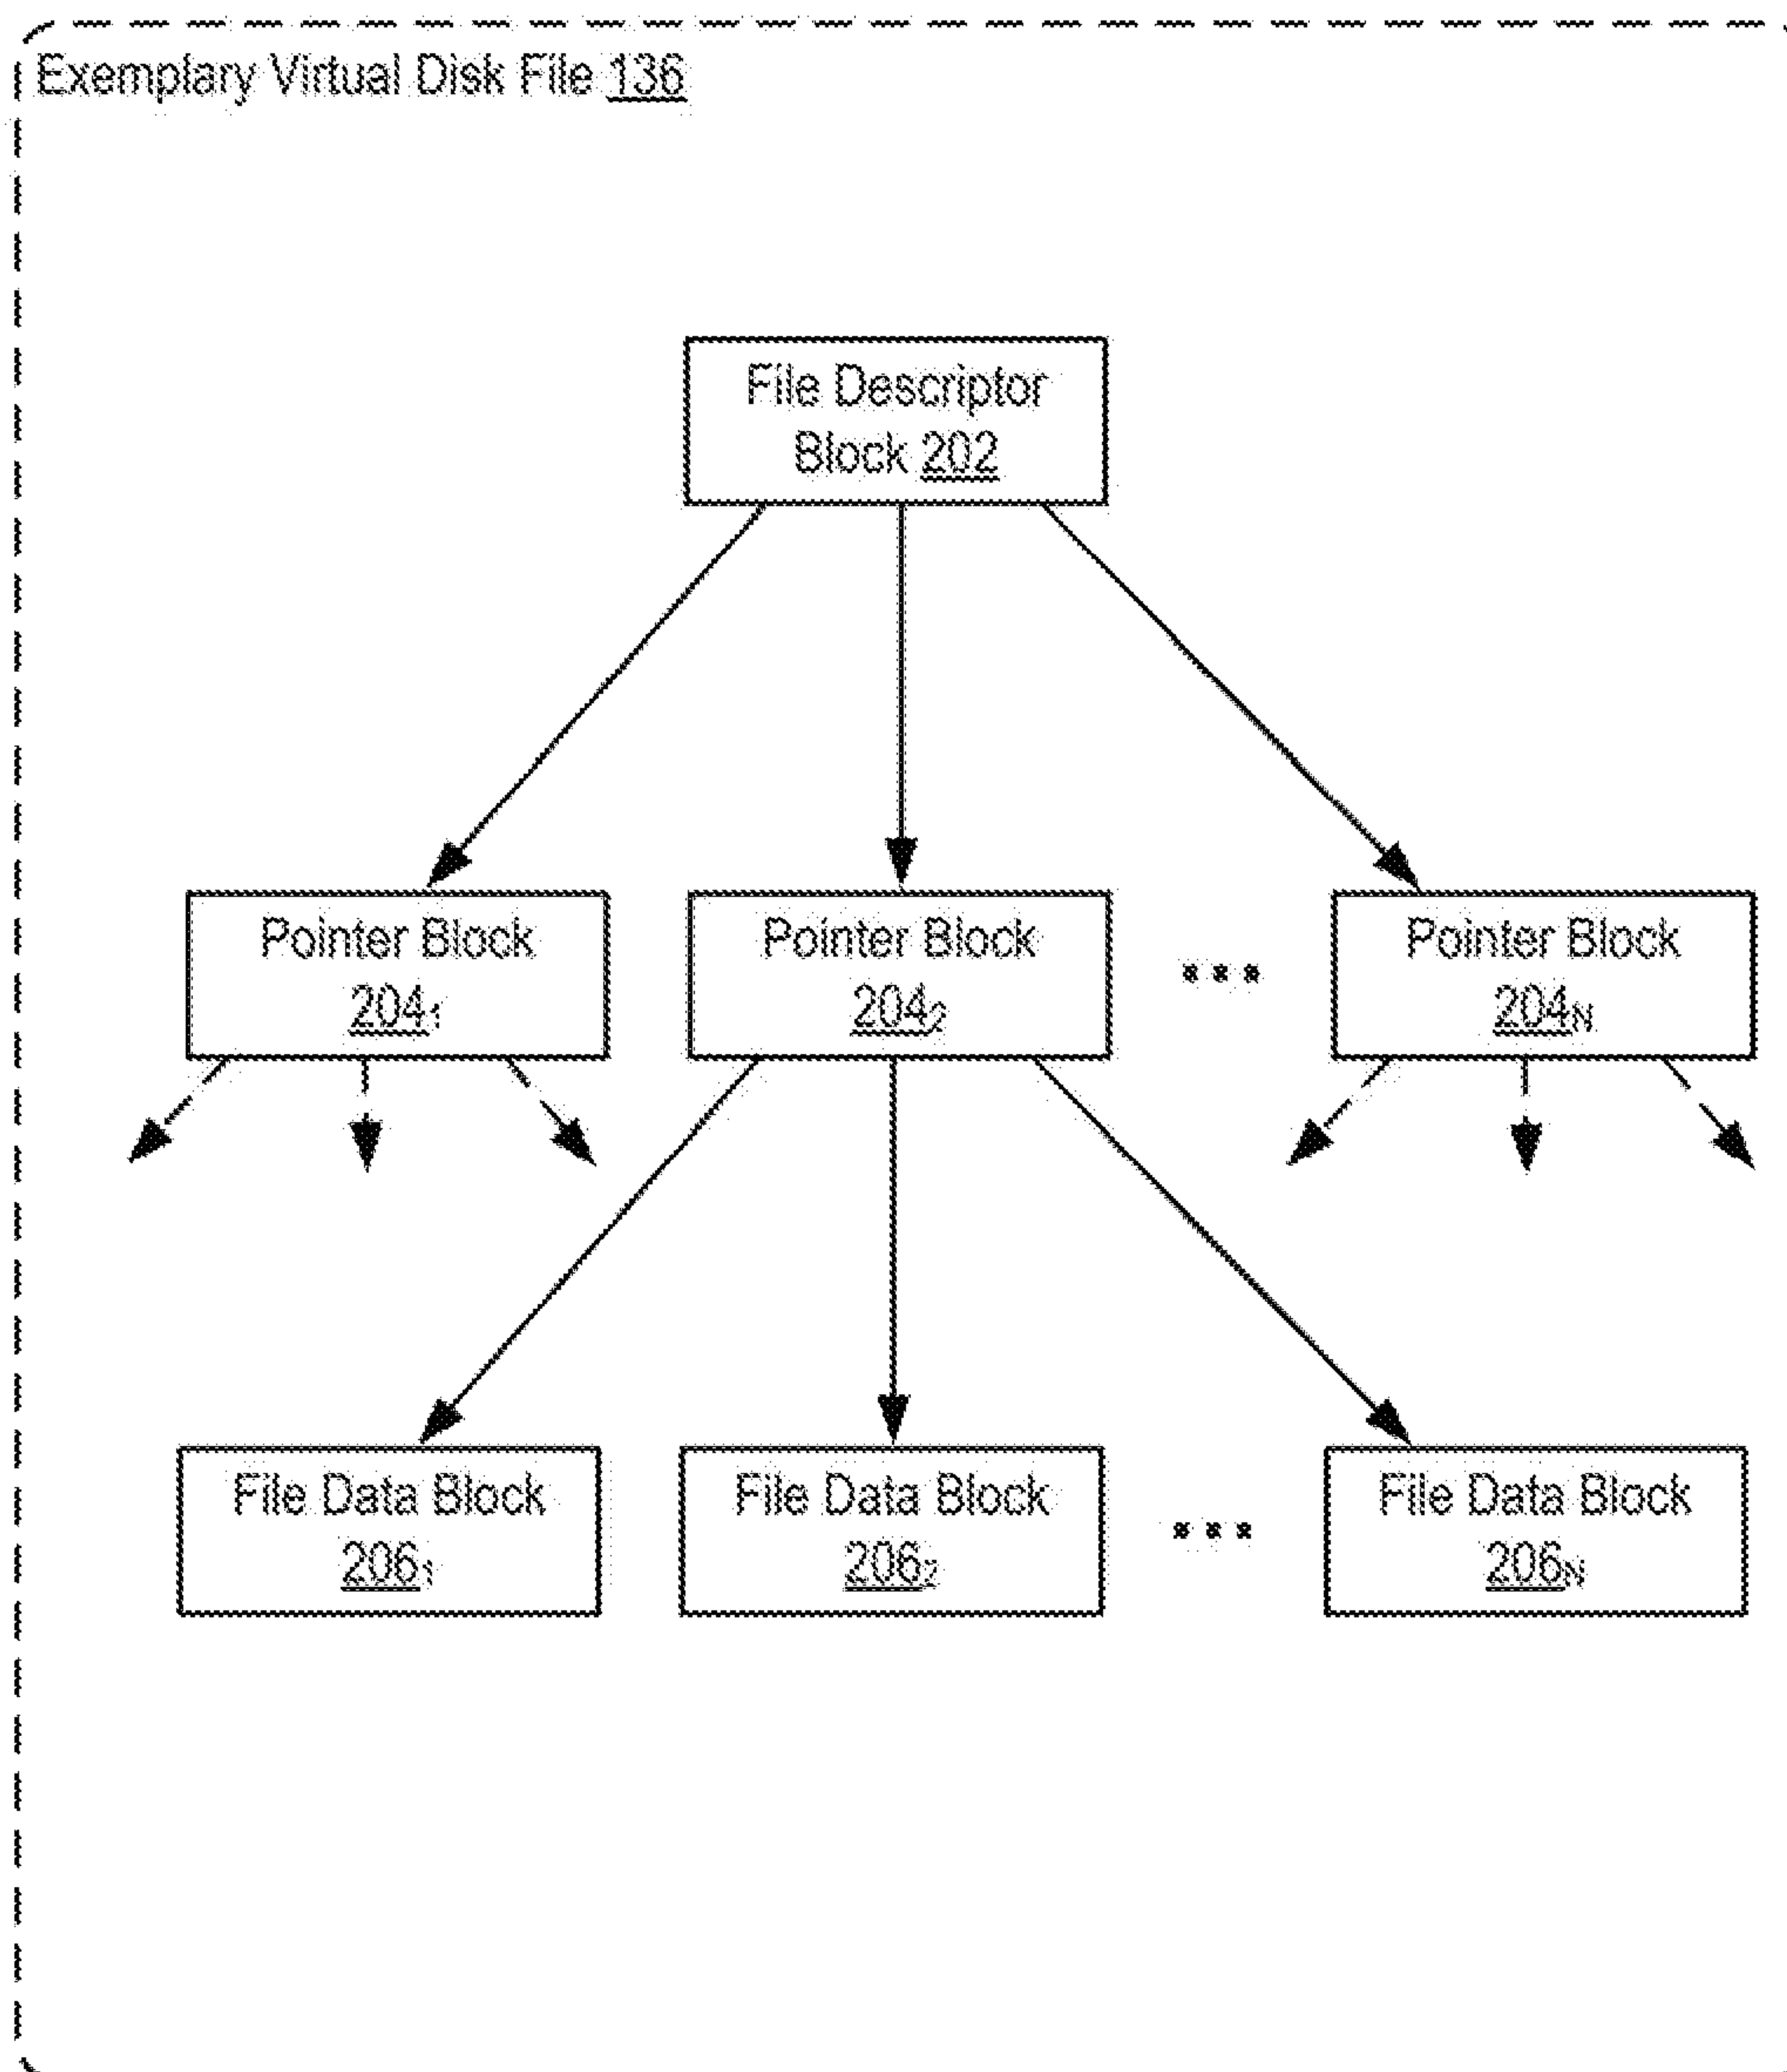 Exemplary Virtual Disk File 136
File Descriptor
Block 202
Pointer Block
204₁
Pointer Block
204₂
...
Pointer Block
204ₙ
File Data Block
206₁
File Data Block
206₂
...
File Data Block
206ₙ